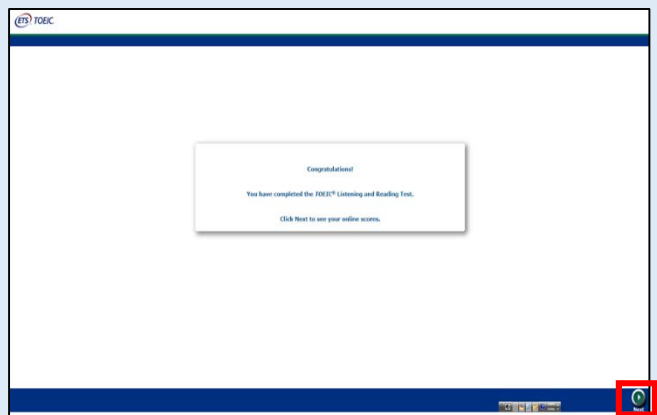 ETS TOEIC.
Congratulations!
You have completed the TOEIC® Listening and Reading Test.
Click Next to see your online scores.
Next